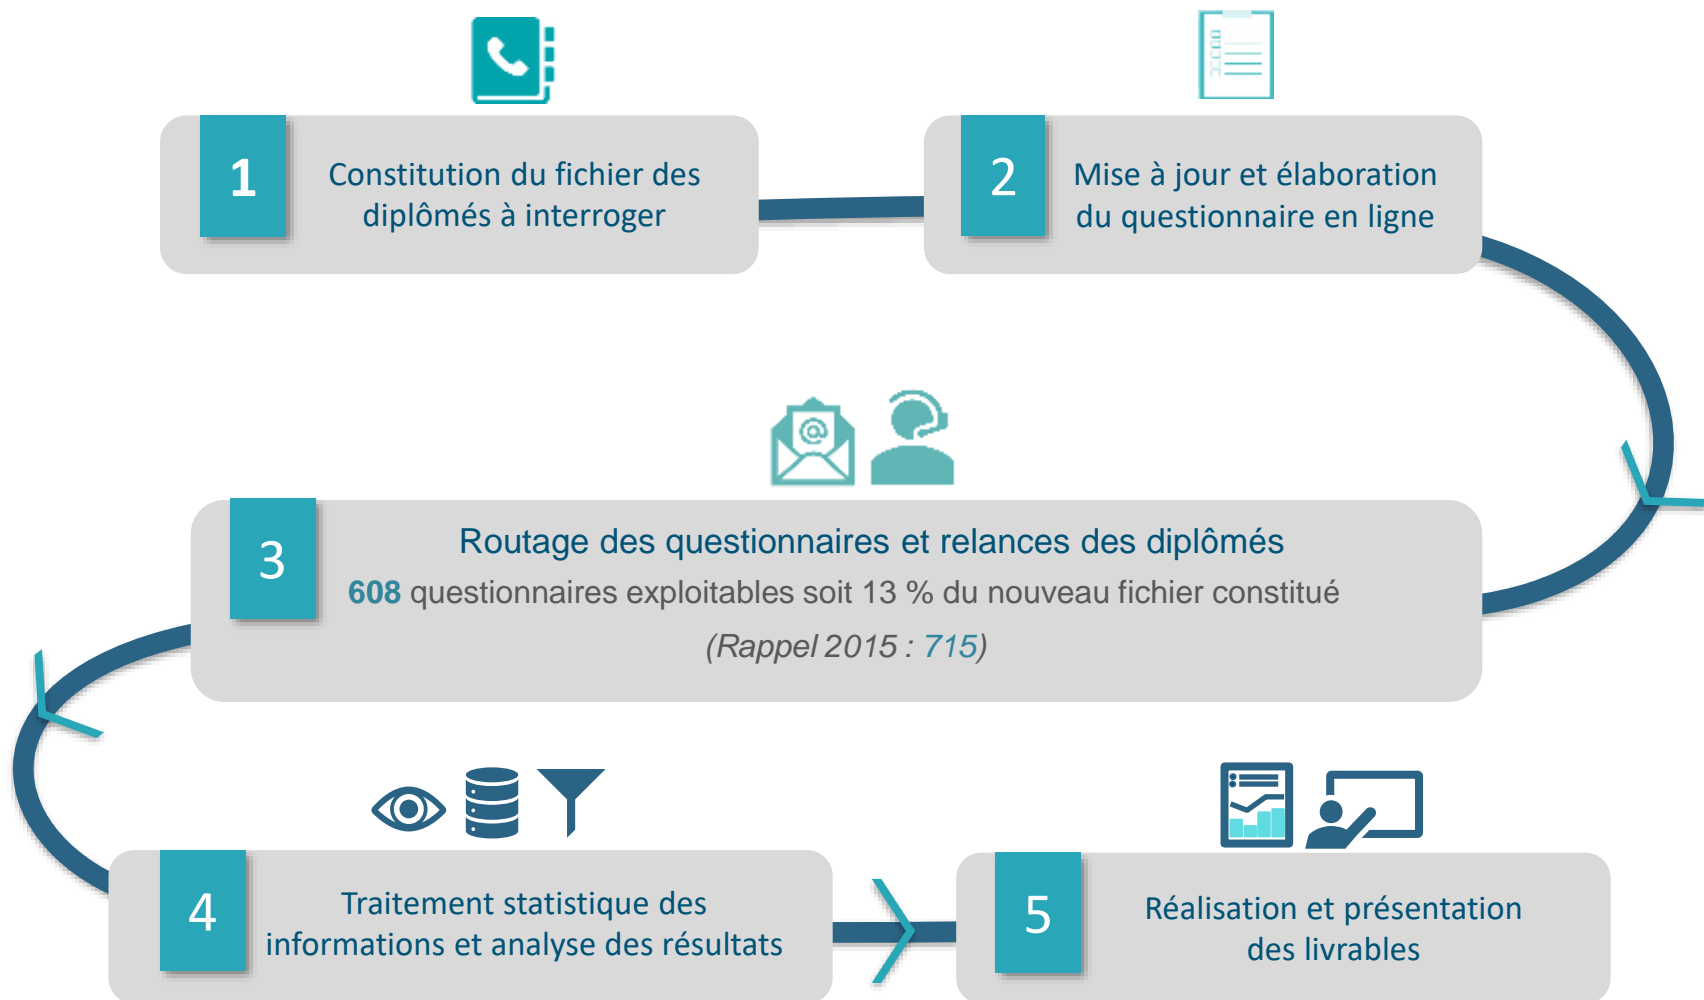 1
Constitution du fichier des
diplômés à interroger
2
Mise à jour et élaboration
du questionnaire en ligne
@
3
Routage des questionnaires et relances des diplômés
608 questionnaires exploitables soit 13 % du nouveau fichier constitué
(Rappel 2015 : 715)
4
Traitement statistique des
informations et analyse des résultats
5
Réalisation et présentation
des livrables